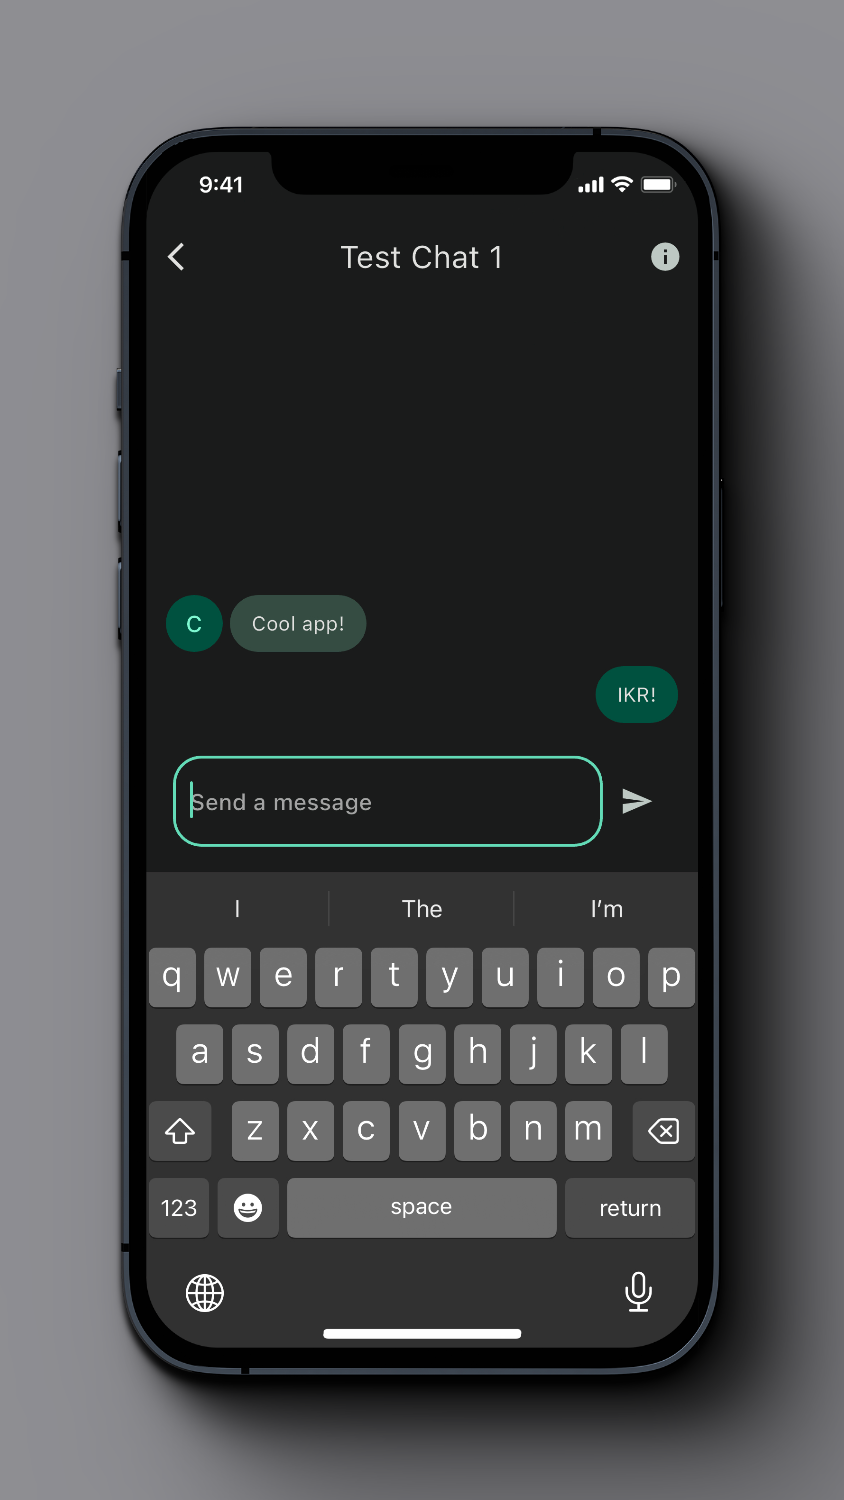 9:41
Test Chat 1
C
Cool app!
IKR!
Send a message
I The I’m
q w e r t y u i o p
a s d f g h j k l
z x c v b n m
123 space return